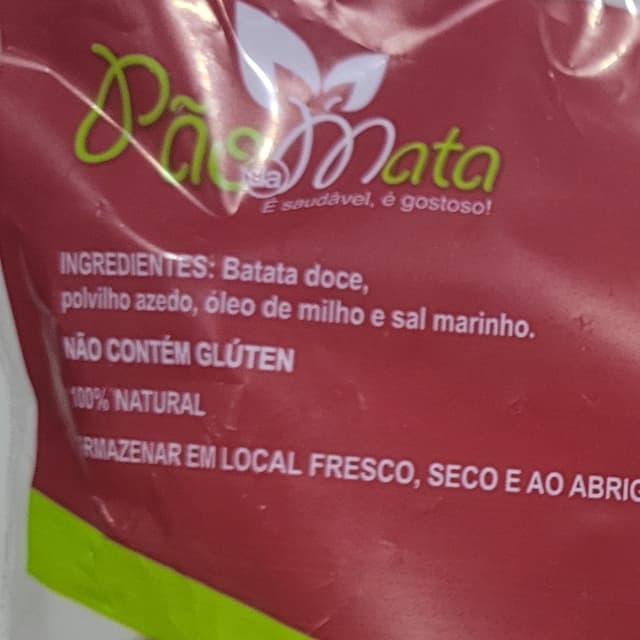 Pão da Mata
É saudável, é gostoso!
INGREDIENTES: Batata doce,
polvilho azedo, óleo de milho e sal marinho.
NÃO CONTÉM GLÚTEN
100% NATURAL
ARMAZENAR EM LOCAL FRESCO, SECO E AO ABRIG